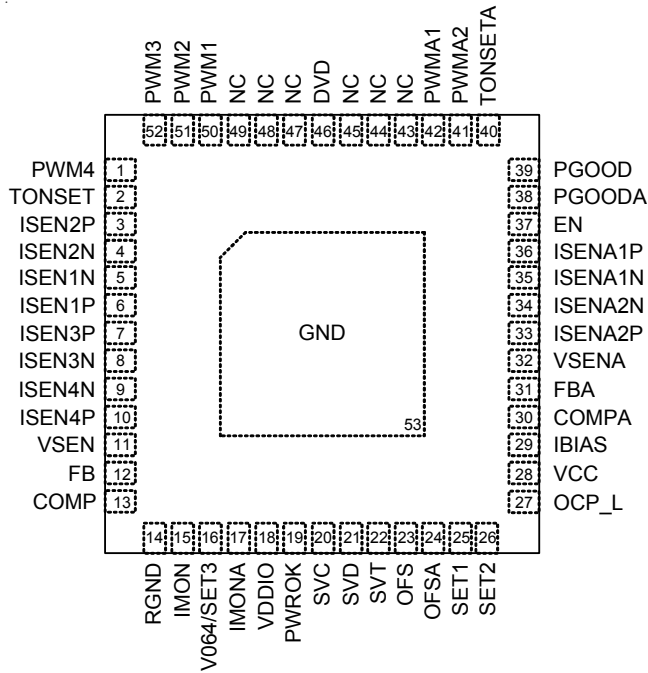 PWM3
PWM2
PWM1
NC
NC
NC
DVD
NC
NC
NC
PWMA1
PWMA2
TONSETA
52 51 50 49 48 47 46 45 44 43 42 41 40
PWM4 1
TONSET 2
ISEN2P 3
ISEN2N 4
ISEN1N 5
ISEN1P 6
ISEN3P 7
ISEN3N 8
ISEN4N 9
ISEN4P 10
VSEN 11
FB 12
COMP 13
GND
53
39 PGOOD
38 PGOODA
37 EN
36 ISENA1P
35 ISENA1N
34 ISENA2N
33 ISENA2P
32 VSENA
31 FBA
30 COMPA
29 IBIAS
28 VCC
27 OCP_L
14 15 16 17 18 19 20 21 22 23 24 25 26
RGND
IMON
V064/SET3
IMONA
VDDIO
PWROK
SVC
SVD
SVT
OFS
OFSA
SET1
SET2